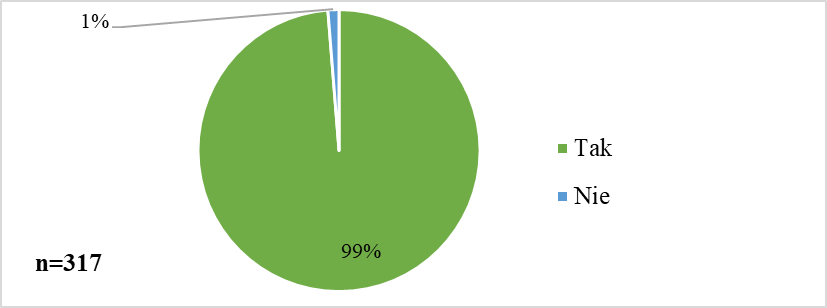 1%
Tak
Nie
99%
n=317